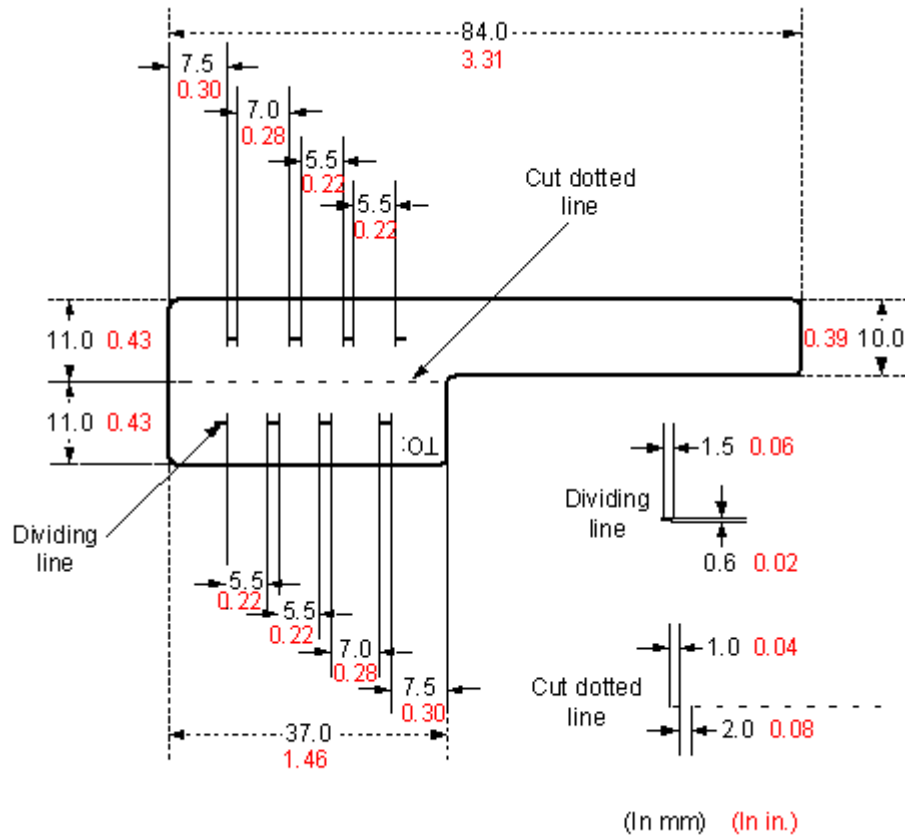 84.0
3.31
7.5
0.30
7.0
0.28
5.5
0.22
5.5
0.22
Cut dotted
line
11.0 0.43
0.39 10.0
11.0 0.43
TO:
1.5 0.06
Dividing
line
Dividing
line
0.6 0.02
5.5
0.22
5.5
0.22
7.0
0.28
7.5
0.30
1.0 0.04
Cut dotted
line
2.0 0.08
37.0
1.46
(In mm) (In in.)